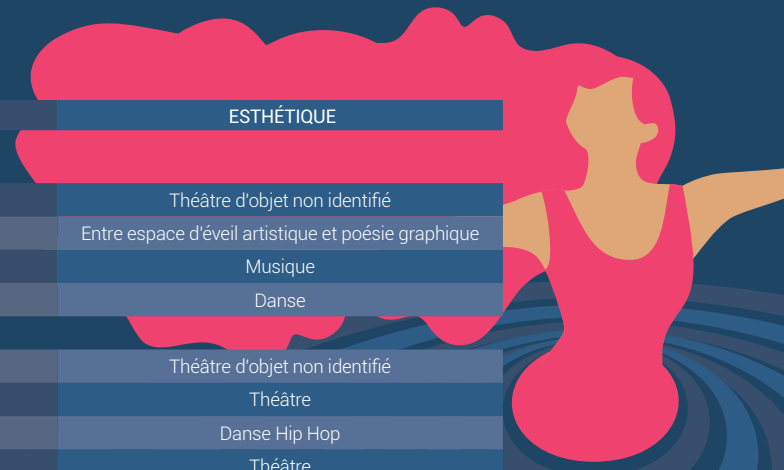 ESTHÉTIQUE
Théâtre d'objet non identifié
Entre espace d'éveil artistique et poésie graphique
Musique
Danse
Théâtre d'objet non identifié
Théâtre
Danse Hip Hop
Théâtre